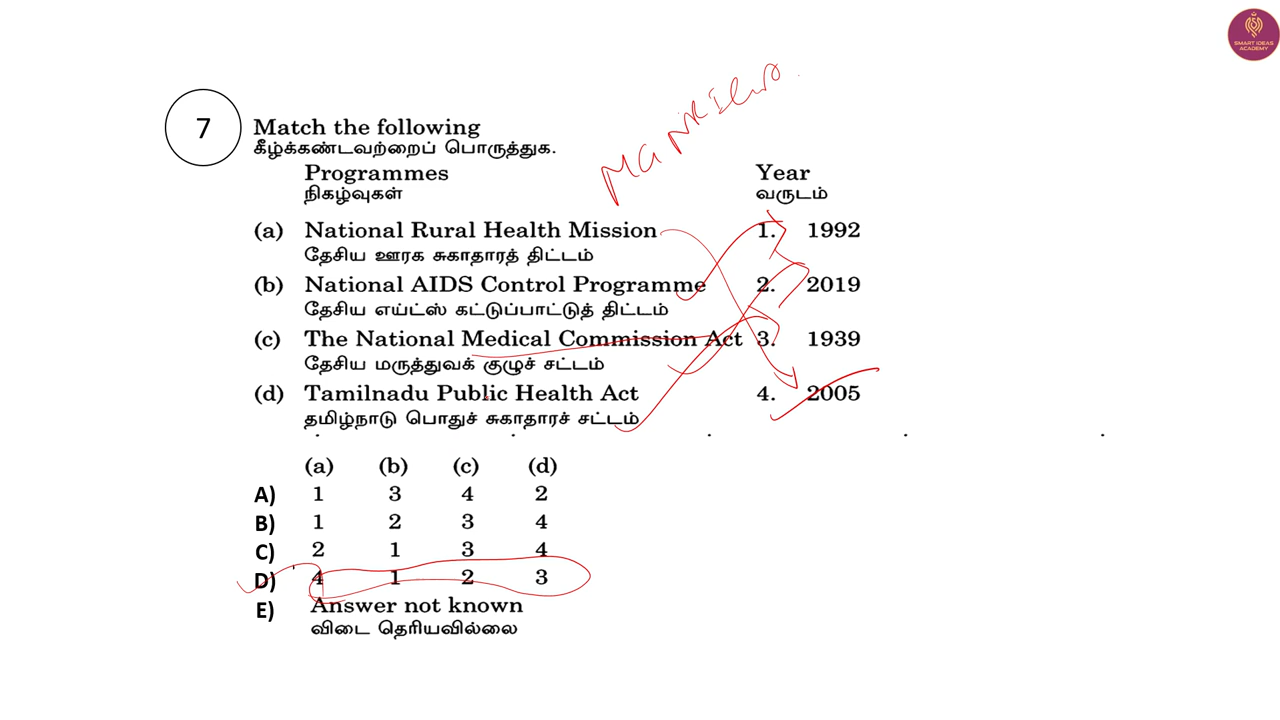 SMART IDEAS
ACADEMY
7
Match the following
கீழ்க்கண்டவற்றைப் பொருத்துக.
Programmes Year
நிகழ்வுகள் வருடம்
(a) National Rural Health Mission 1. 1992
தேசிய ஊரக சுகாதாரத் திட்டம்
(b) National AIDS Control Programme 2. 2019
தேசிய எய்ட்ஸ் கட்டுப்பாட்டுத் திட்டம்
(c) The National Medical Commission Act 3. 1939
தேசிய மருத்துவக் குழுச் சட்டம்
(d) Tamilnadu Public Health Act 4. 2005
தமிழ்நாடு பொதுச் சுகாதாரச் சட்டம்
(a) (b) (c) (d)
A) 1 3 4 2
B) 1 2 3 4
C) 2 1 3 4
D) 4 1 2 3
E) Answer not known
விடை தெரியவில்லை